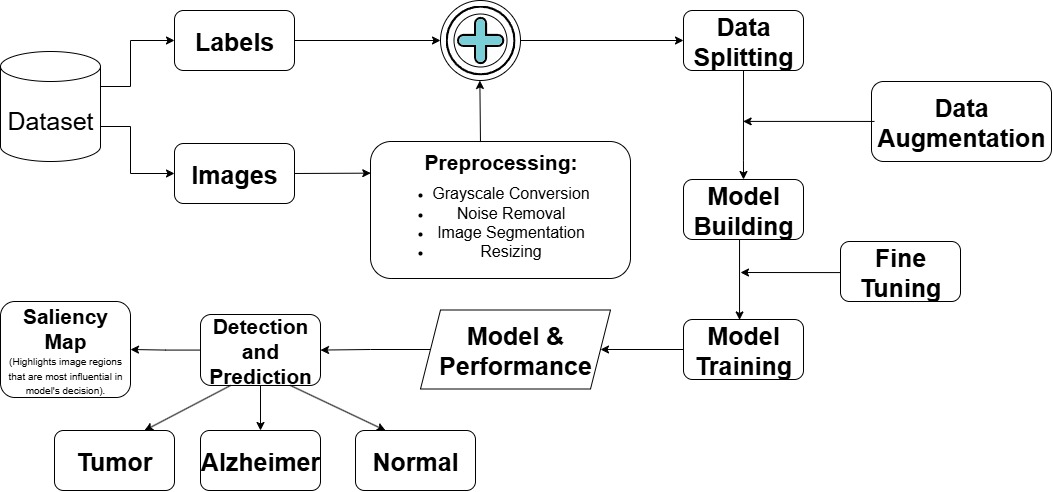 Labels
Data
Splitting
Dataset
Data
Augmentation
Images
Preprocessing:
• Grayscale Conversion
• Noise Removal
• Image Segmentation
• Resizing
Model
Building
Fine
Tuning
Model
Training
Model &
Performance
Detection
and
Prediction
Saliency
Map
(Highlights image regions
that are most influential in
model's decision).
Tumor
Alzheimer
Normal